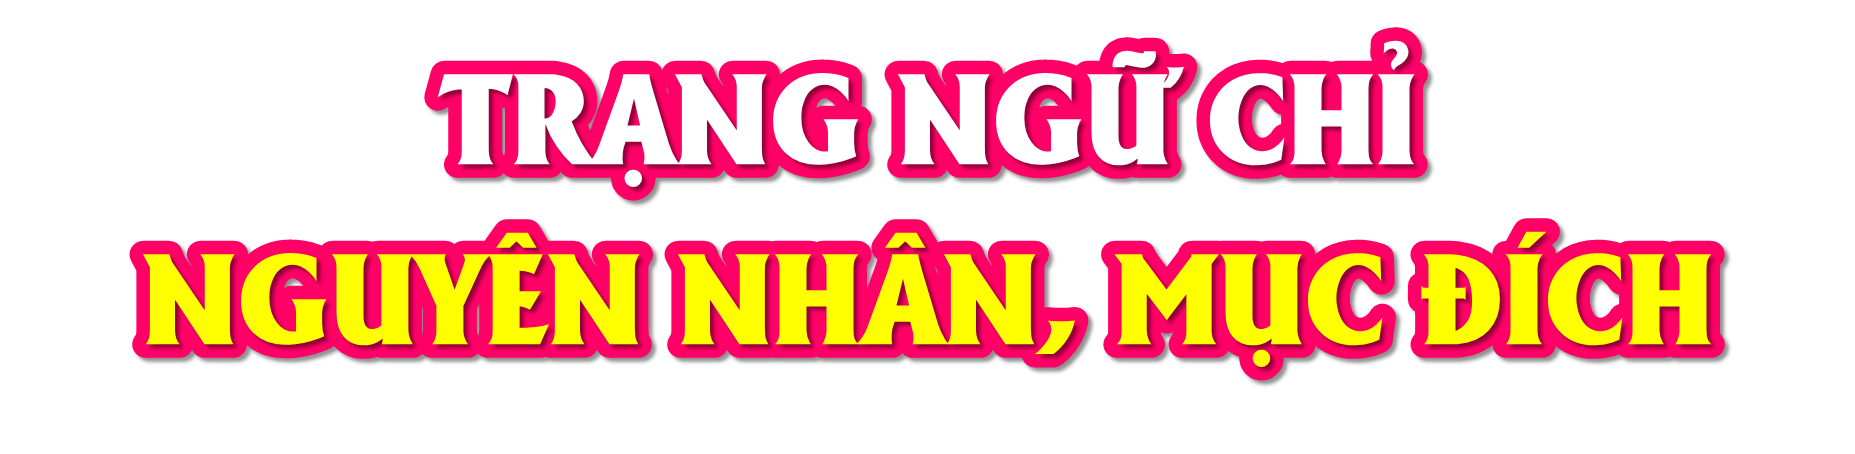 TRẠNG NGỮ CHỈ
NGUYÊN NHÂN, MỤC ĐÍCH